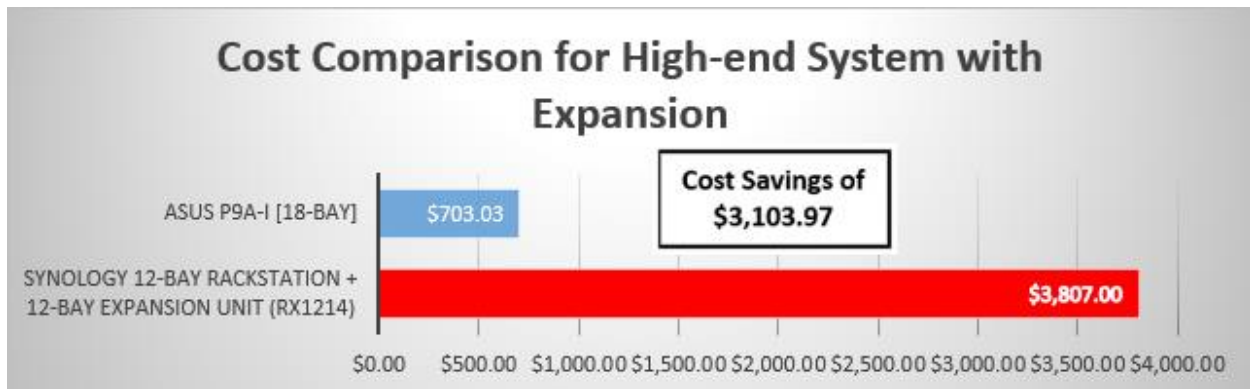 Cost Comparison for High-end System with
Expansion
Cost Savings of
$3,103.97
ASUS P9A-I [18-BAY]
$703.03
SYNOLOGY 12-BAY RACKSTATION +
12-BAY EXPANSION UNIT (RX1214)
$3,807.00
$0.00 $500.00 $1,000.00 $1,500.00 $2,000.00 $2,500.00 $3,000.00 $3,500.00 $4,000.00